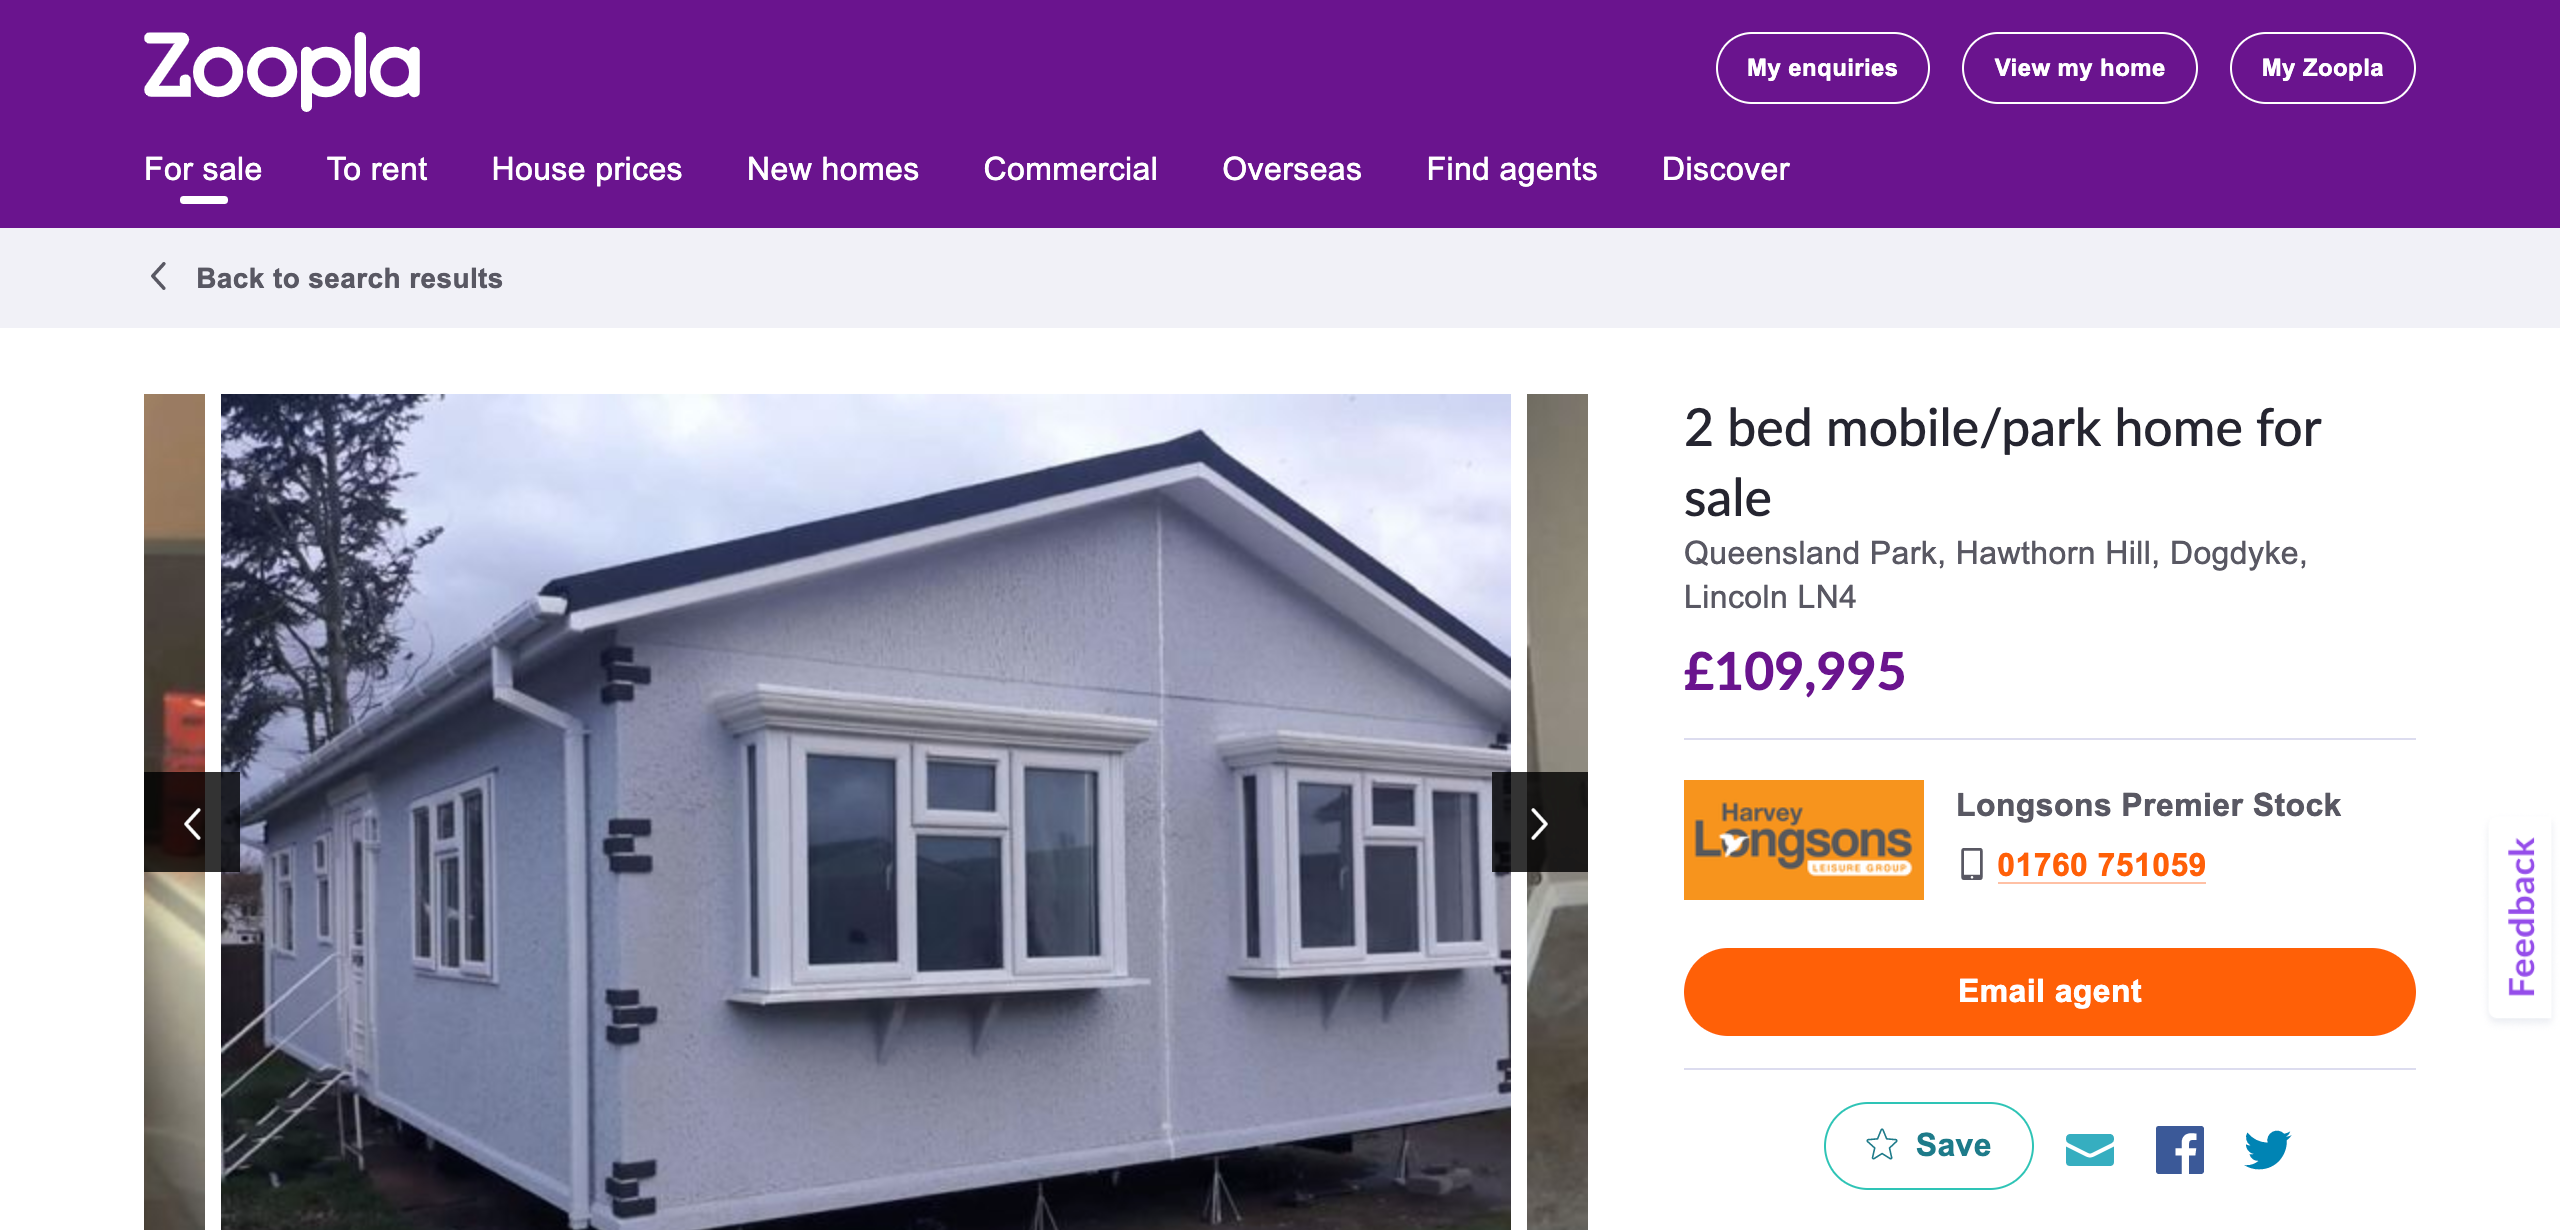 Zoopla
My enquiries
View my home
My Zoopla
For sale
To rent
House prices
New homes
Commercial
Overseas
Find agents
Discover
Back to search results
2 bed mobile/park home for
sale
Queensland Park, Hawthorn Hill, Dogdyke,
Lincoln LN4
£109,995
Harvey
Longsons
LEISURE GROUP
Longsons Premier Stock
01760 751059
Email agent
Save
Feedback